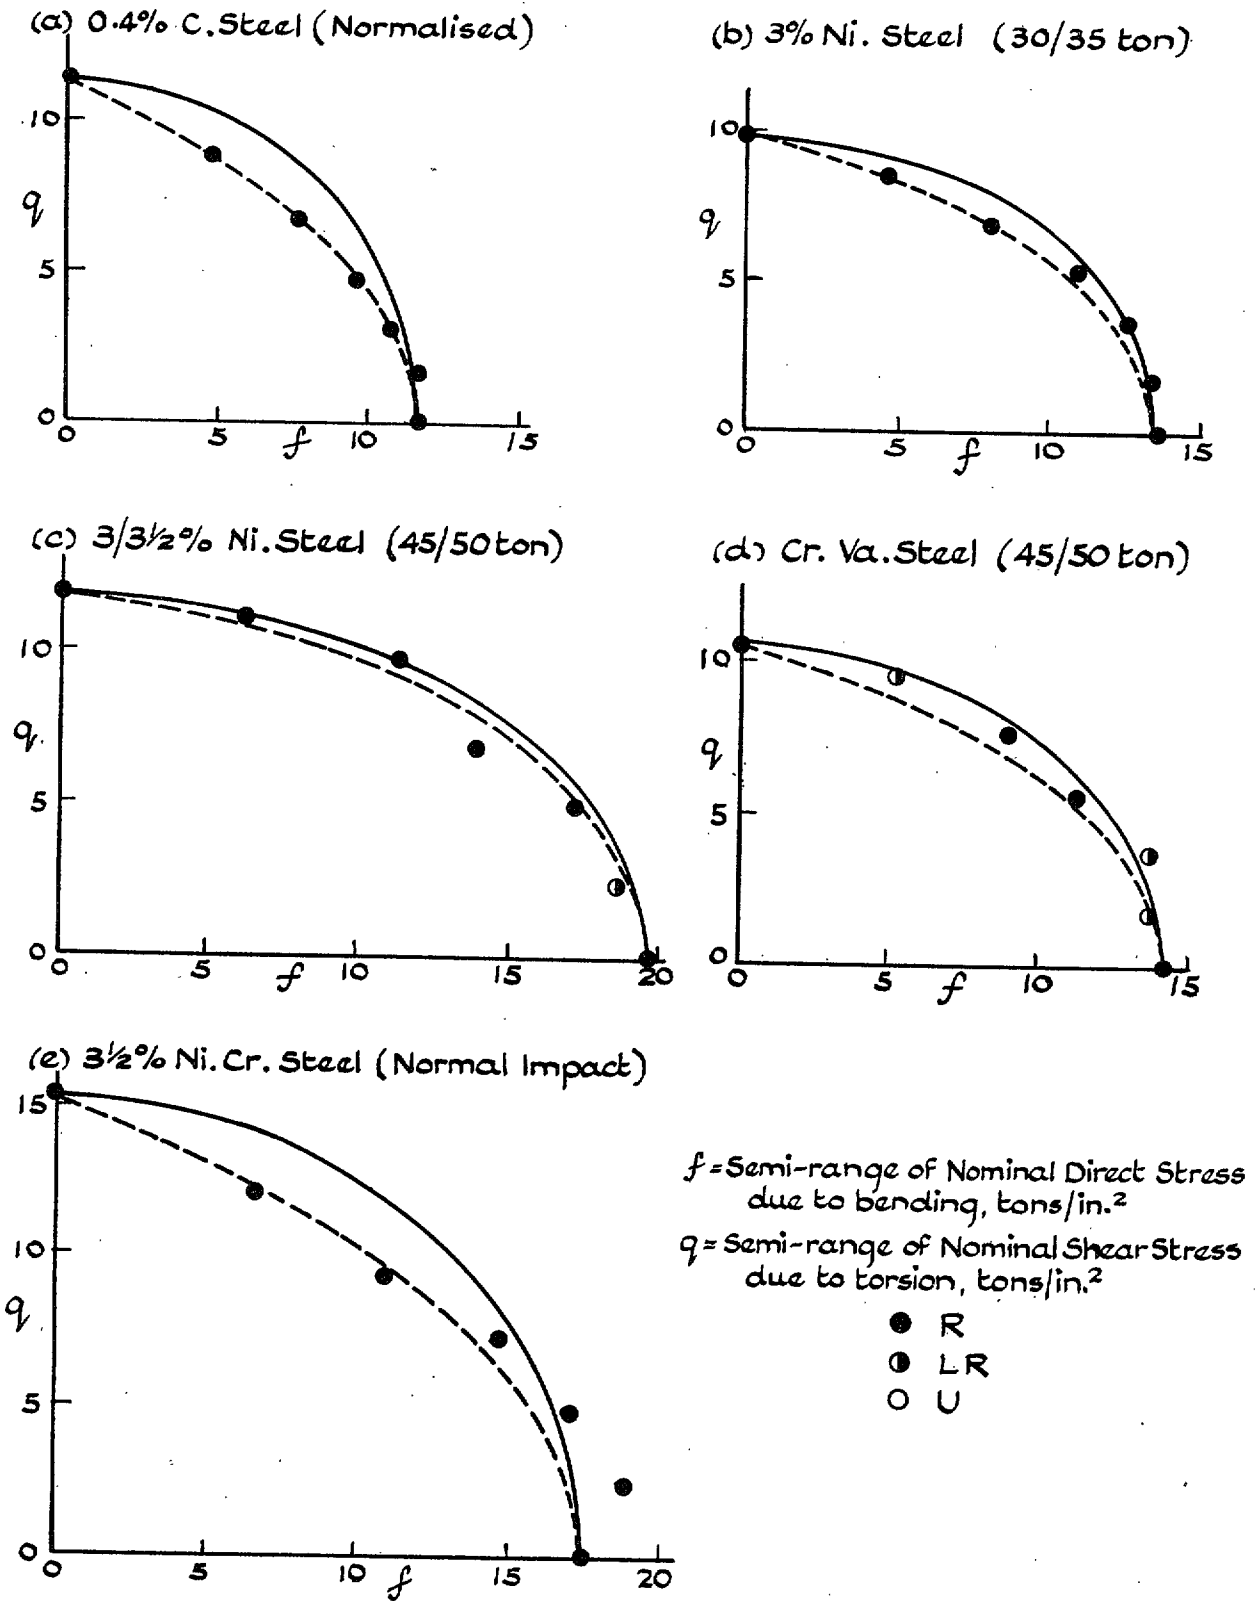 (a) 0.4% C. Steel (Normalised)
10
q
5
0
0 5 f 10 15
(b) 3% Ni. Steel (30/35 ton)
10
q
5
0
0 5 f 10 15
(c) 3/3½% Ni. Steel (45/50 ton)
10
q
5
0
0 5 f 10 15 20
(d) Cr. Va. Steel (45/50 ton)
10
q
5
0
0 5 f 10 15
(e) 3½% Ni. Cr. Steel (Normal Impact)
15
10
q
5
0
0 5 10 f 15 20
f = Semi-range of Nominal Direct Stress
due to bending, tons/in.²
q = Semi-range of Nominal Shear Stress
due to torsion, tons/in.²
R
LR
U